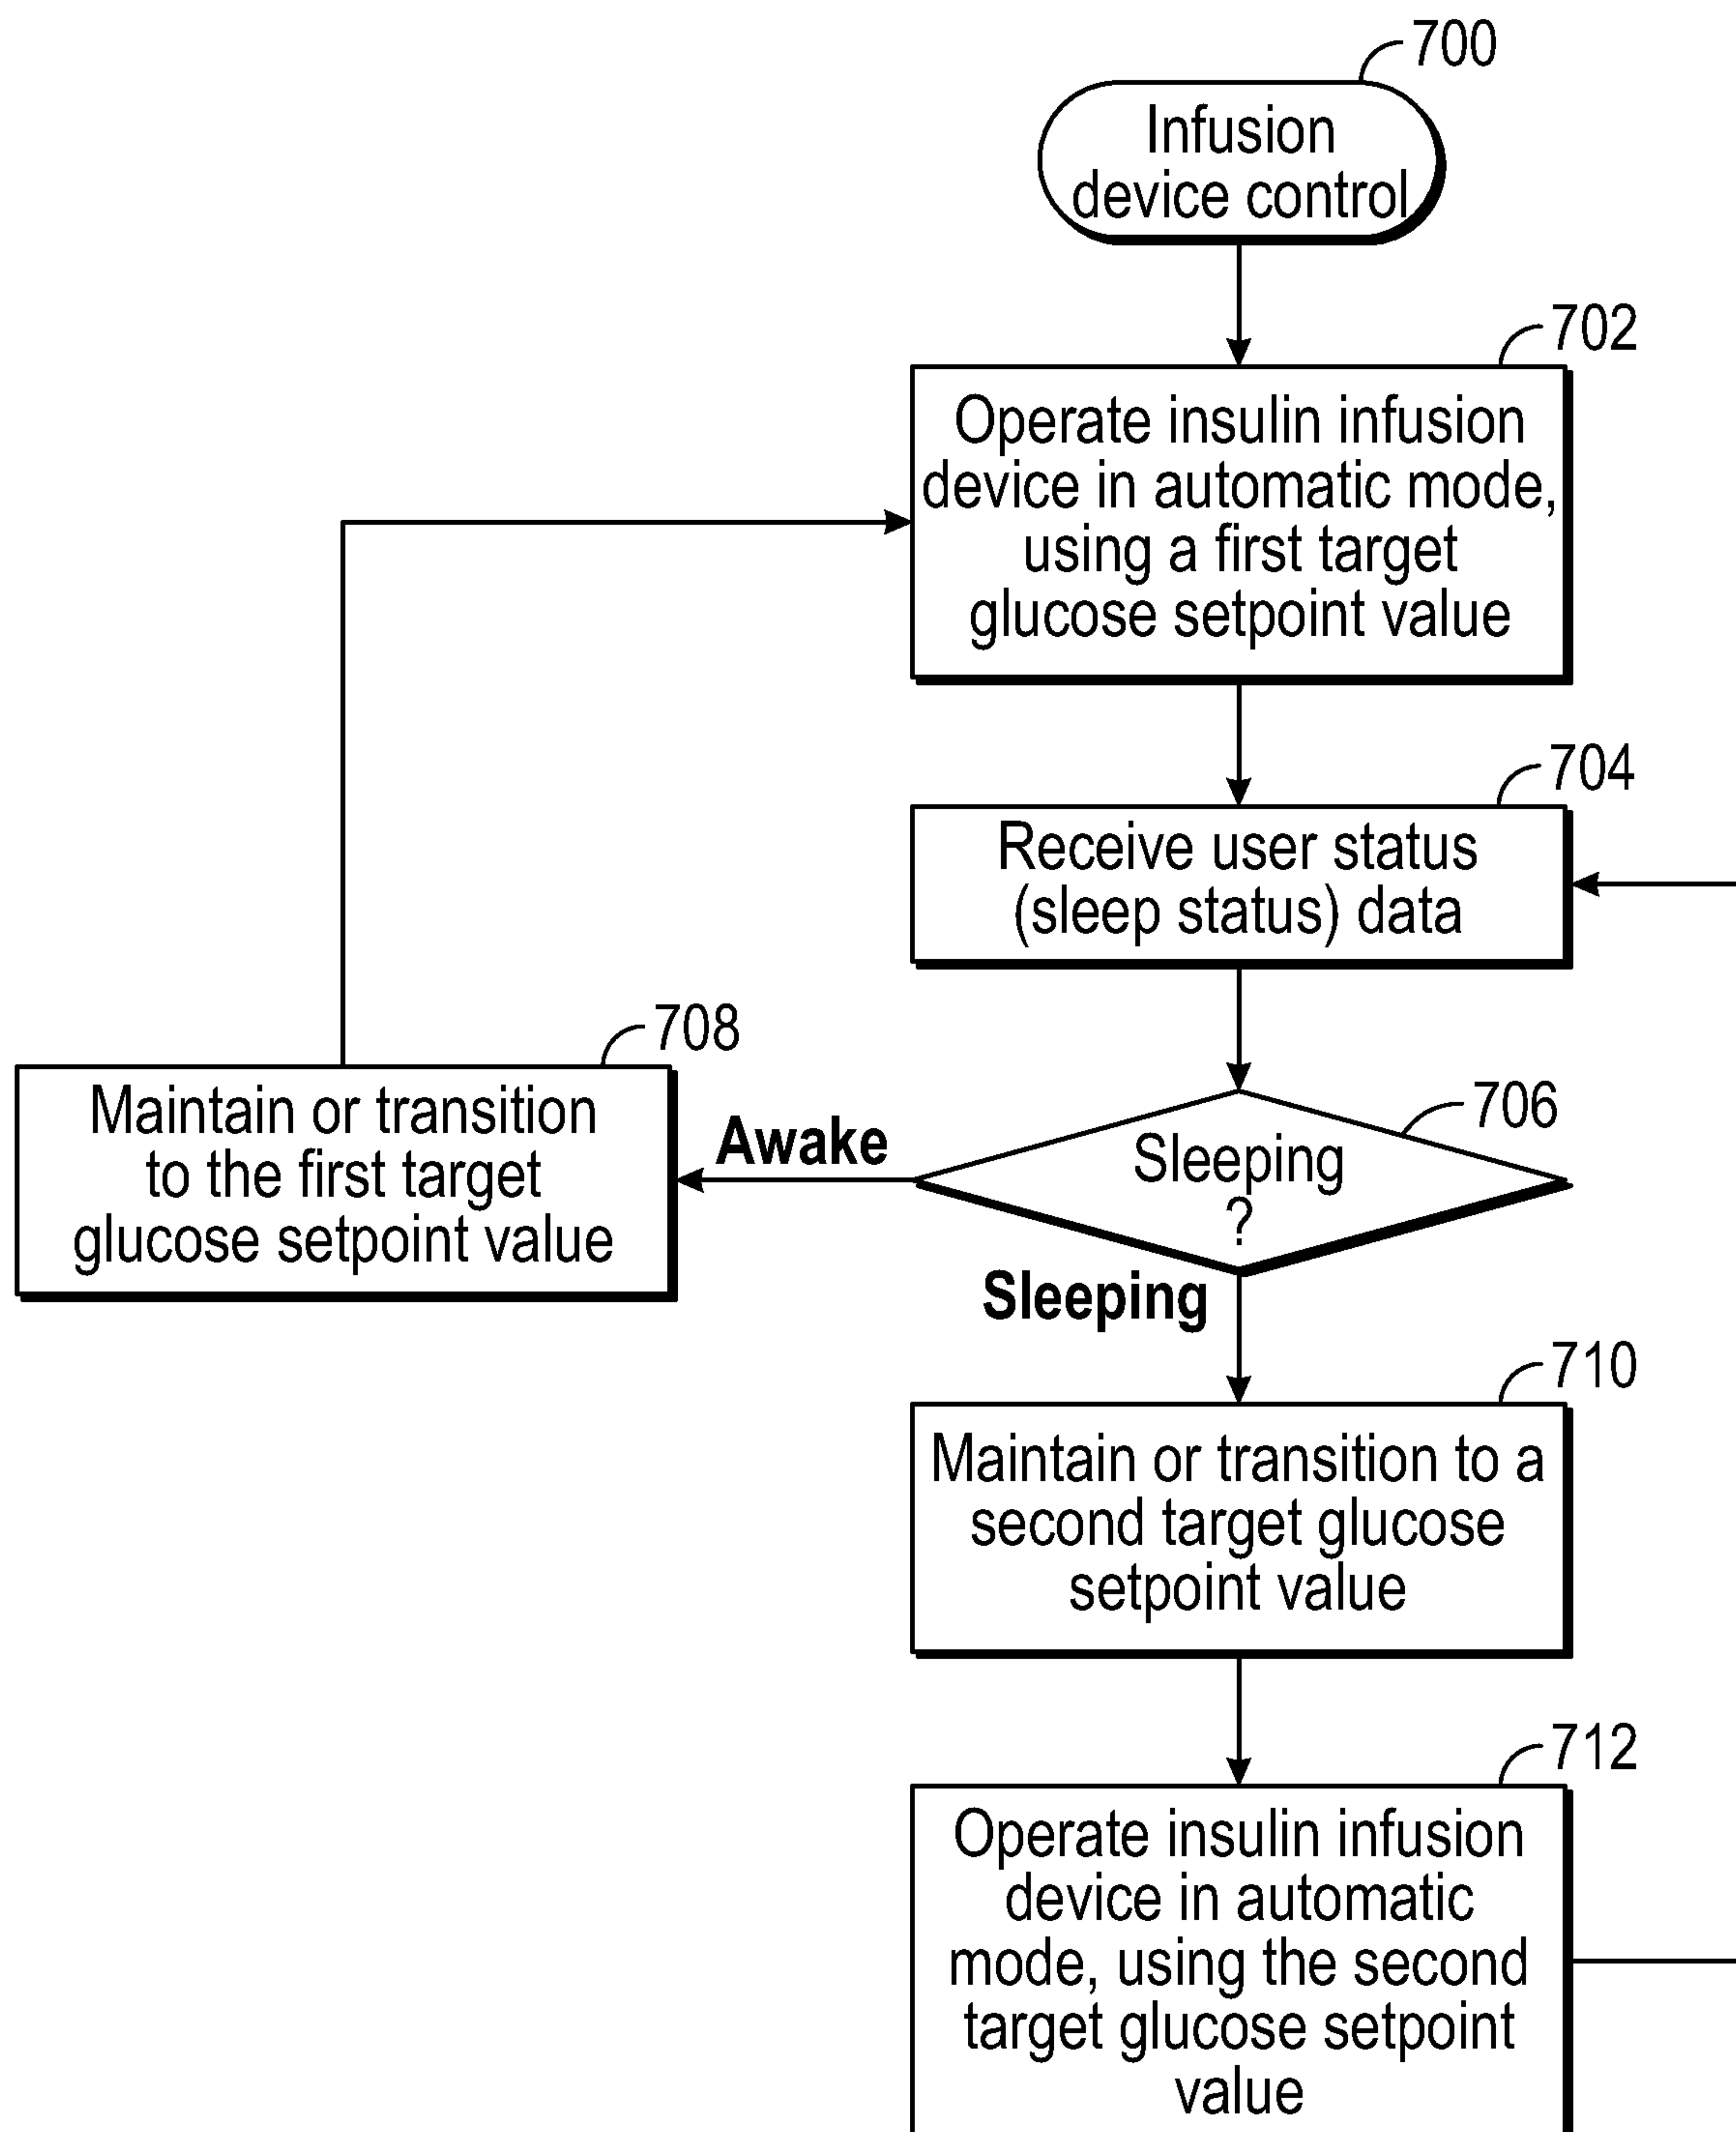 700
Infusion
device control
702
Operate insulin infusion
device in automatic mode,
using a first target
glucose setpoint value
704
Receive user status
(sleep status) data
706
Sleeping
?
Awake
708
Maintain or transition
to the first target
glucose setpoint value
Sleeping
710
Maintain or transition to a
second target glucose
setpoint value
712
Operate insulin infusion
device in automatic
mode, using the second
target glucose setpoint
value